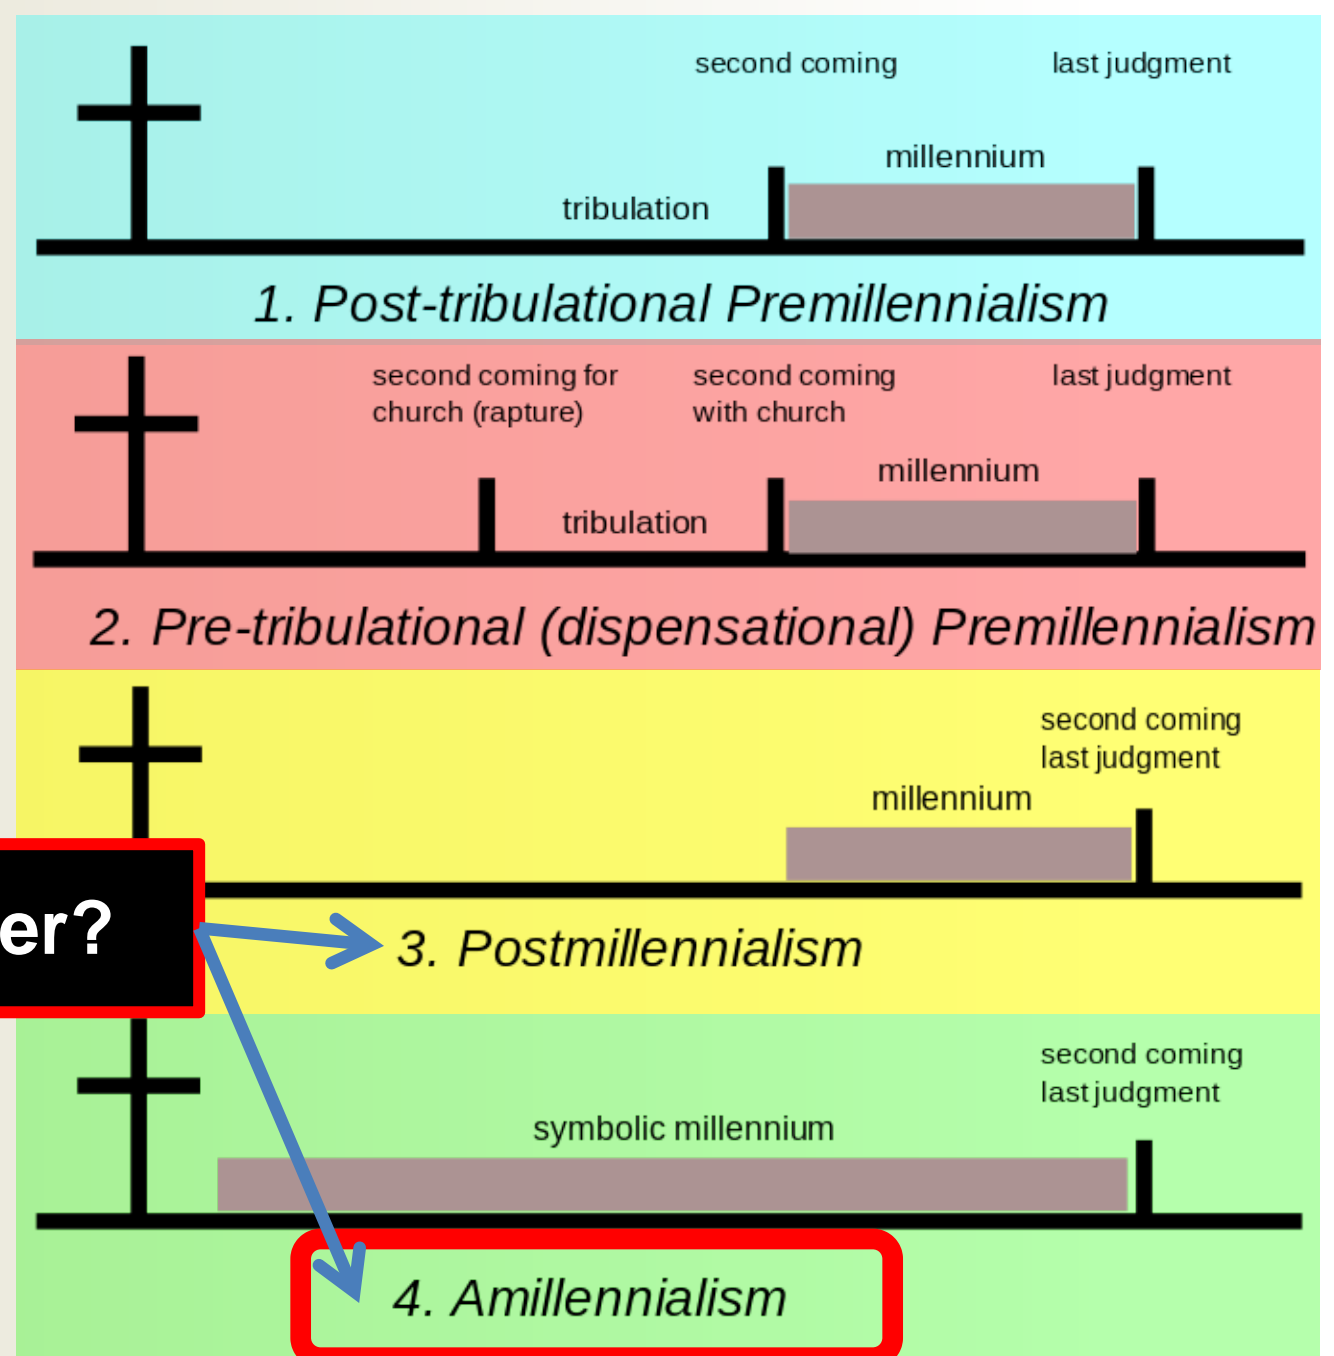 second coming last judgment
millennium
tribulation
1. Post-tribulational Premillennialism
second coming for
church (rapture)
second coming
with church
last judgment
millennium
tribulation
2. Pre-tribulational (dispensational) Premillennialism
second coming
last judgment
millennium
er?
3. Postmillennialism
second coming
last judgment
symbolic millennium
4. Amillennialism